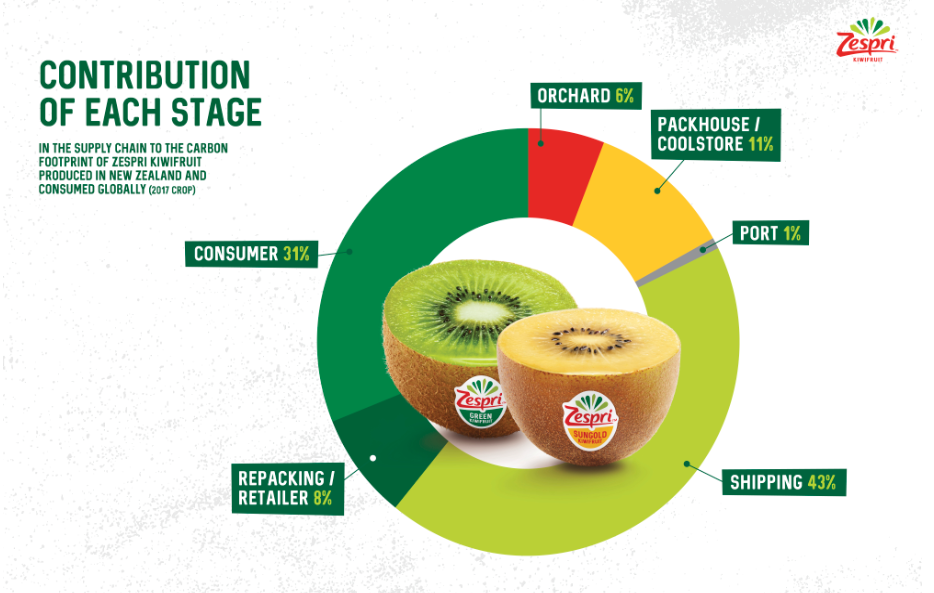 Zespri
KIWIFRUIT
CONTRIBUTION
OF EACH STAGE
IN THE SUPPLY CHAIN TO THE CARBON
FOOTPRINT OF ZESPRI KIWIFRUIT
PRODUCED IN NEW ZEALAND AND
CONSUMED GLOBALLY (2017 CROP)
ORCHARD 6%
PACKHOUSE /
COOLSTORE 11%
PORT 1%
CONSUMER 31%
Zespri
GREEN
KIWIFRUIT
Zespri
SUNGOLD
KIWIFRUIT
REPACKING /
RETAILER 8%
SHIPPING 43%